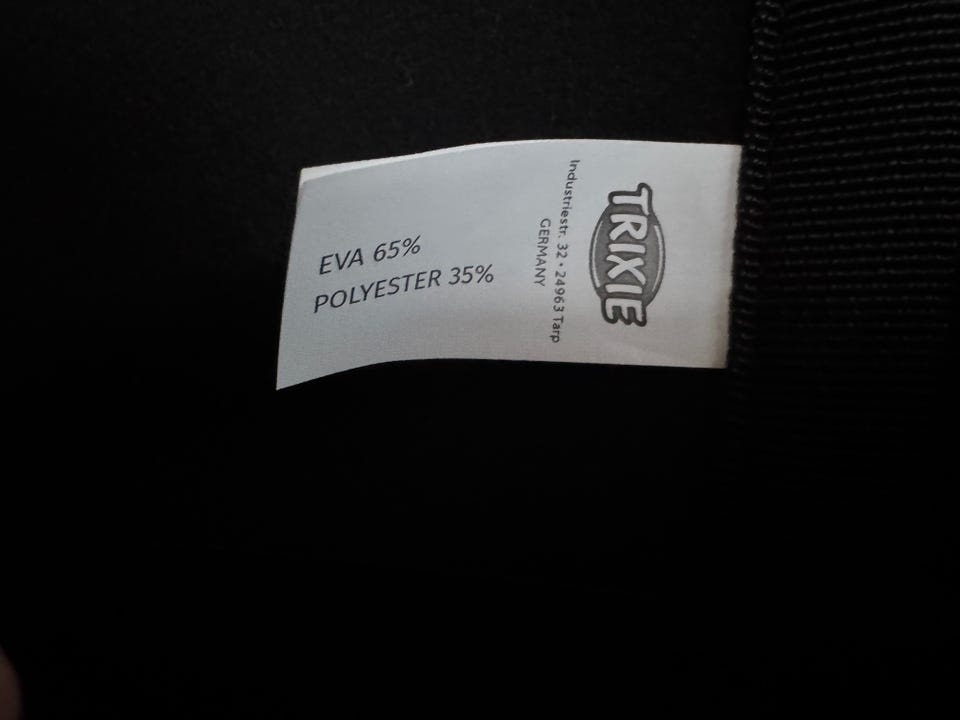 TRIXIE
Industriestr. 32 • 24963 Tarp
GERMANY
EVA 65%
POLYESTER 35%